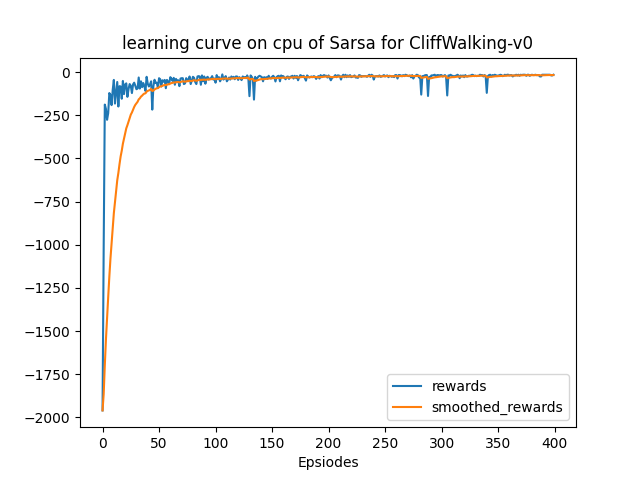 learning curve on cpu of Sarsa for CliffWalking-v0
0
−250
−500
−750
−1000
−1250
−1500
−1750
−2000
rewards
smoothed_rewards
0 50 100 150 200 250 300 350 400
Epsiodes